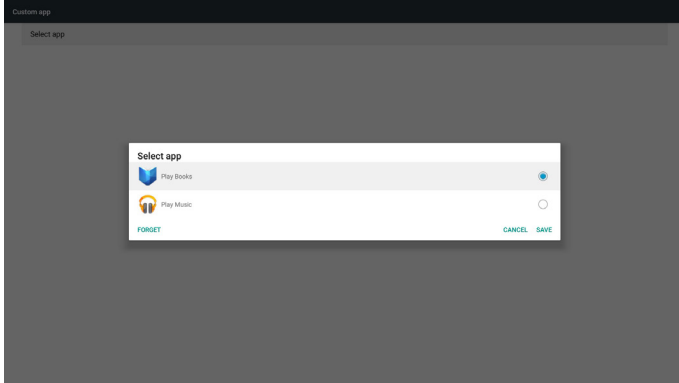 Custom app
Select app
Select app
Play Books
Play Music
FORGET CANCEL SAVE